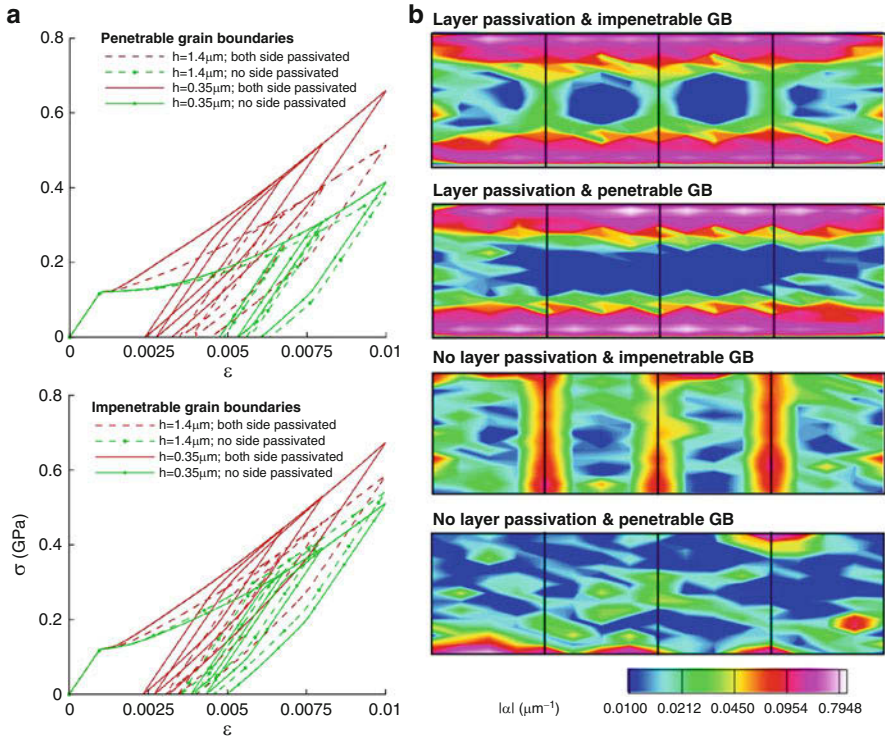 a
Penetrable grain boundaries
h=1.4μm; both side passivated
h=1.4μm; no side passivated
h=0.35μm; both side passivated
h=0.35μm; no side passivated
0.8
0.6
0.4
0.2
0
0 0.0025 0.005 0.0075 0.01
ε
Impenetrable grain boundaries
h=1.4μm; both side passivated
h=1.4μm; no side passivated
h=0.35μm; both side passivated
h=0.35μm; no side passivated
0.8
0.6
0.4
0.2
0
σ (GPa)
0 0.0025 0.005 0.0075 0.01
ε
b
Layer passivation & impenetrable GB
Layer passivation & penetrable GB
No layer passivation & impenetrable GB
No layer passivation & penetrable GB
|α| (μm⁻¹) 0.0100 0.0212 0.0450 0.0954 0.7948